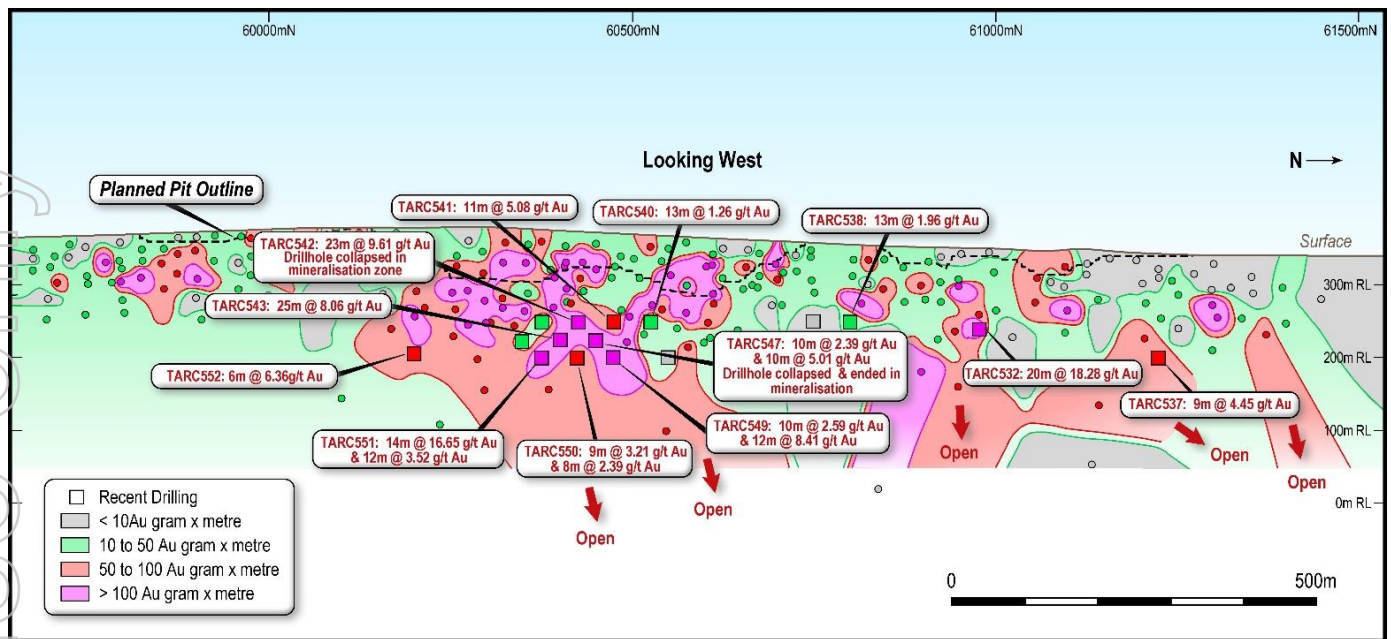 60000mN
60500mN
61000mN
61500mN
Looking West
N
Planned Pit Outline
TARC541: 11m @ 5.08 g/t Au
TARC540: 13m @ 1.26 g/t Au
TARC538: 13m @ 1.96 g/t Au
TARC542: 23m @ 9.61 g/t Au
Drillhole collapsed in
mineralisation zone
Surface
TARC543: 25m @ 8.06 g/t Au
300m RL
TARC547: 10m @ 2.39 g/t Au
& 10m @ 5.01 g/t Au
Drillhole collapsed & ended in
mineralisation
200m RL
TARC552: 6m @ 6.36g/t Au
TARC532: 20m @ 18.28 g/t Au
TARC537: 9m @ 4.45 g/t Au
TARC551: 14m @ 16.65 g/t Au
& 12m @ 3.52 g/t Au
TARC550: 9m @ 3.21 g/t Au
& 8m @ 2.39 g/t Au
TARC549: 10m @ 2.59 g/t Au
& 12m @ 8.41 g/t Au
100m RL
Open
Open
Open
Open
Open
0m RL
Recent Drilling
< 10Au gram x metre
10 to 50 Au gram x metre
50 to 100 Au gram x metre
> 100 Au gram x metre
0
500m